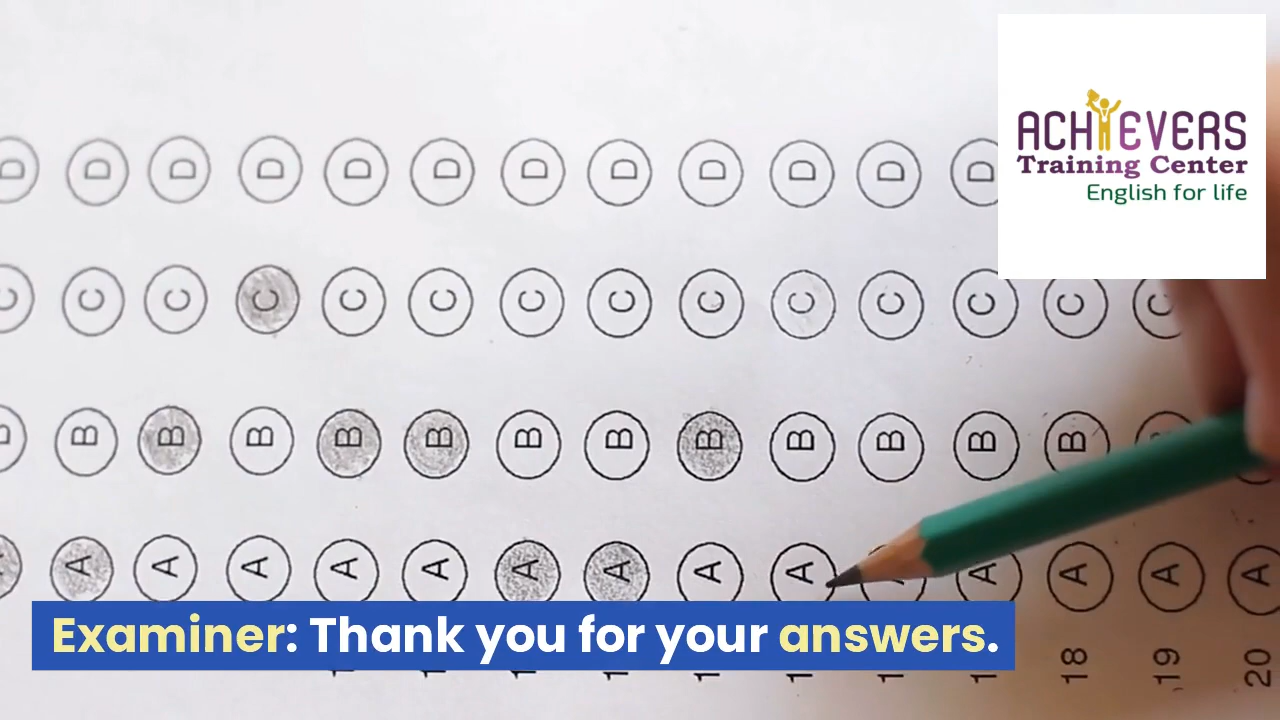 ACHIEVERS
Training Center
English for life
D D D D D D D D D D D D
C C C C C C C C C C C C C C
B B B B B B B B B B B B
A A A A A A A A A A A A A
18 19 20
Examiner: Thank you for your answers.